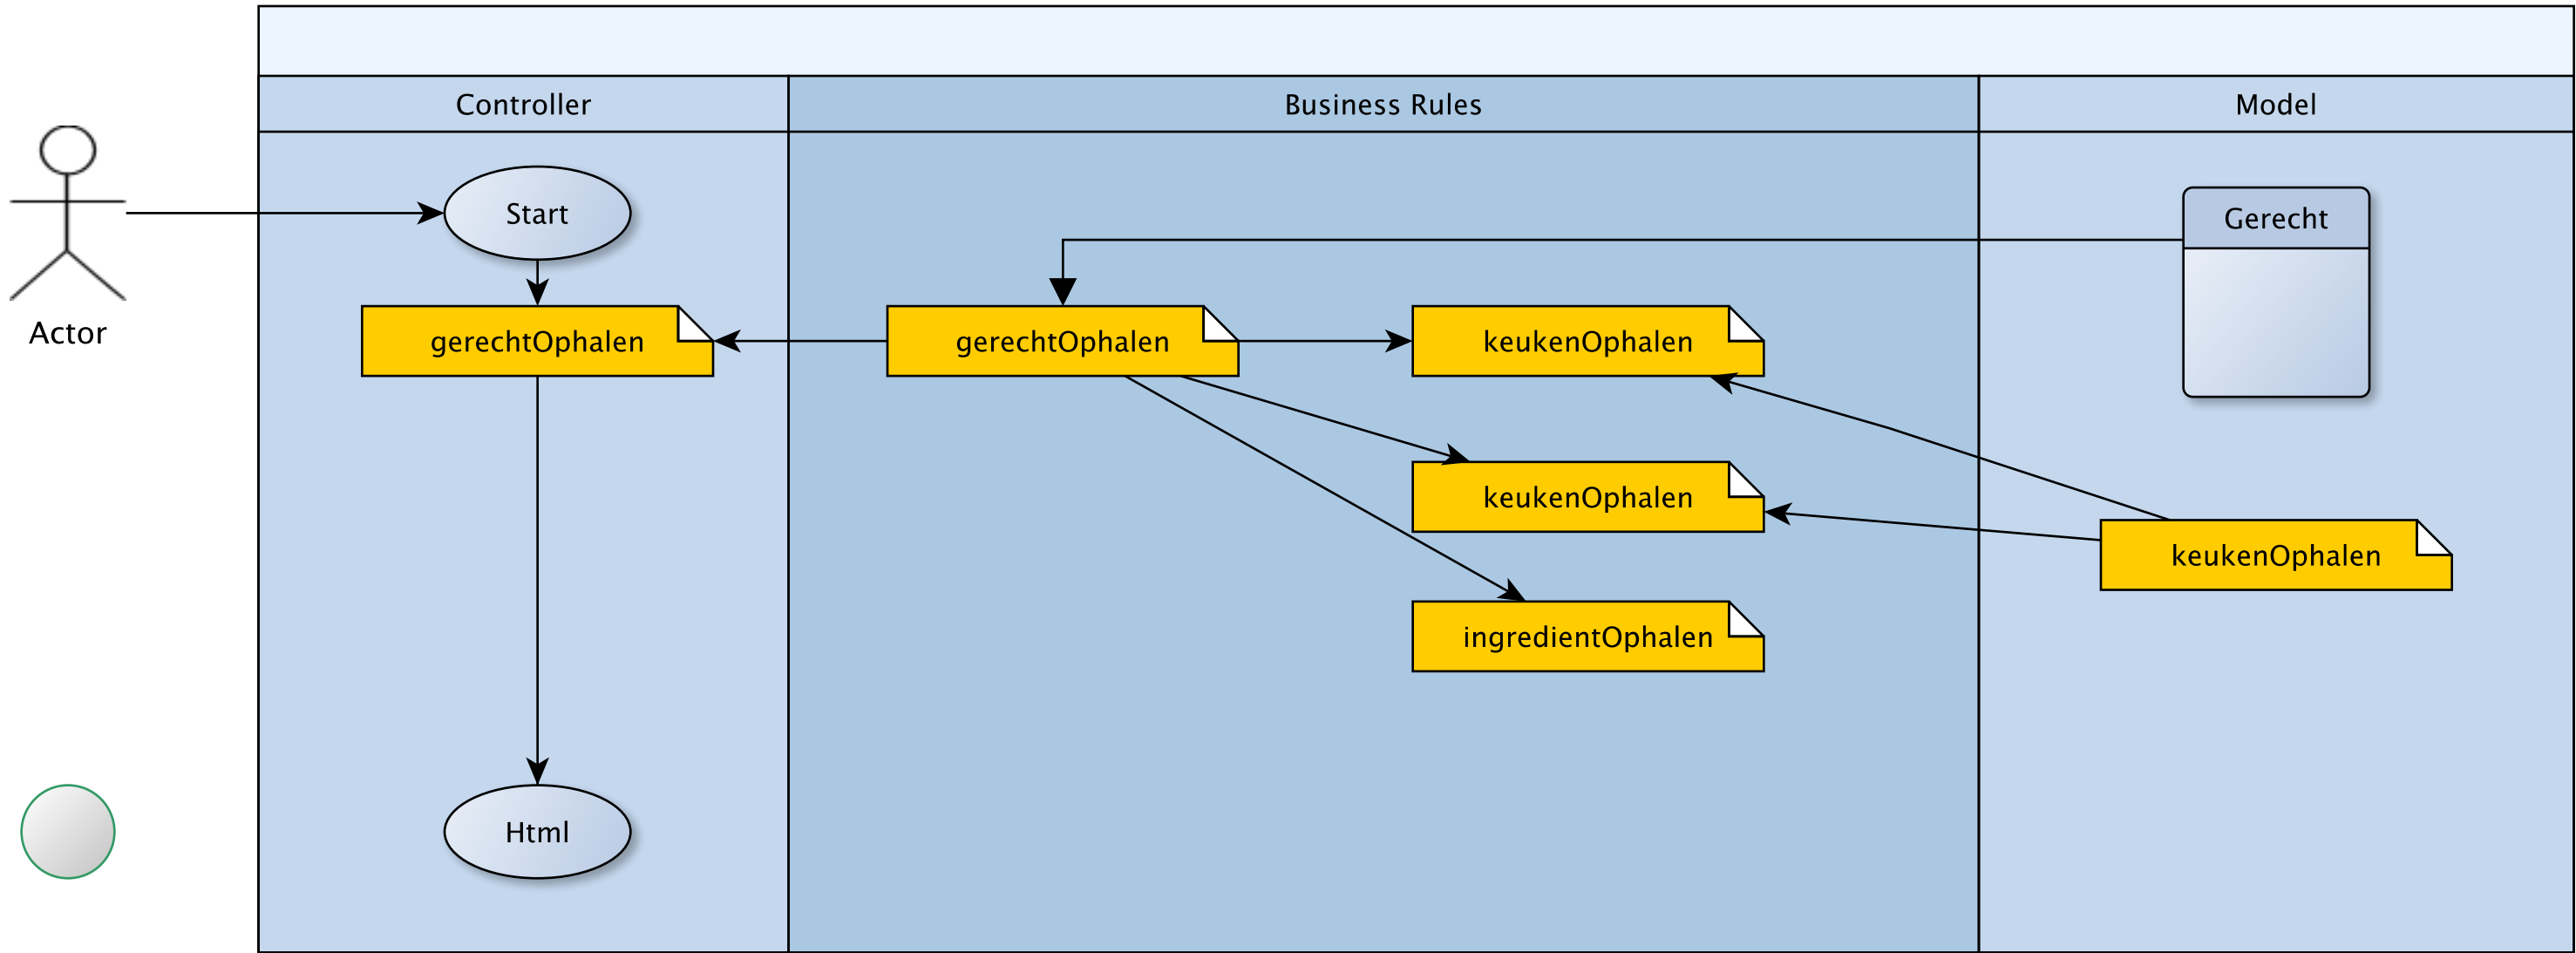 Controller
Business Rules
Model
Start
Gerecht
Actor
gerechtOphalen
gerechtOphalen
keukenOphalen
keukenOphalen
keukenOphalen
ingredientOphalen
Html